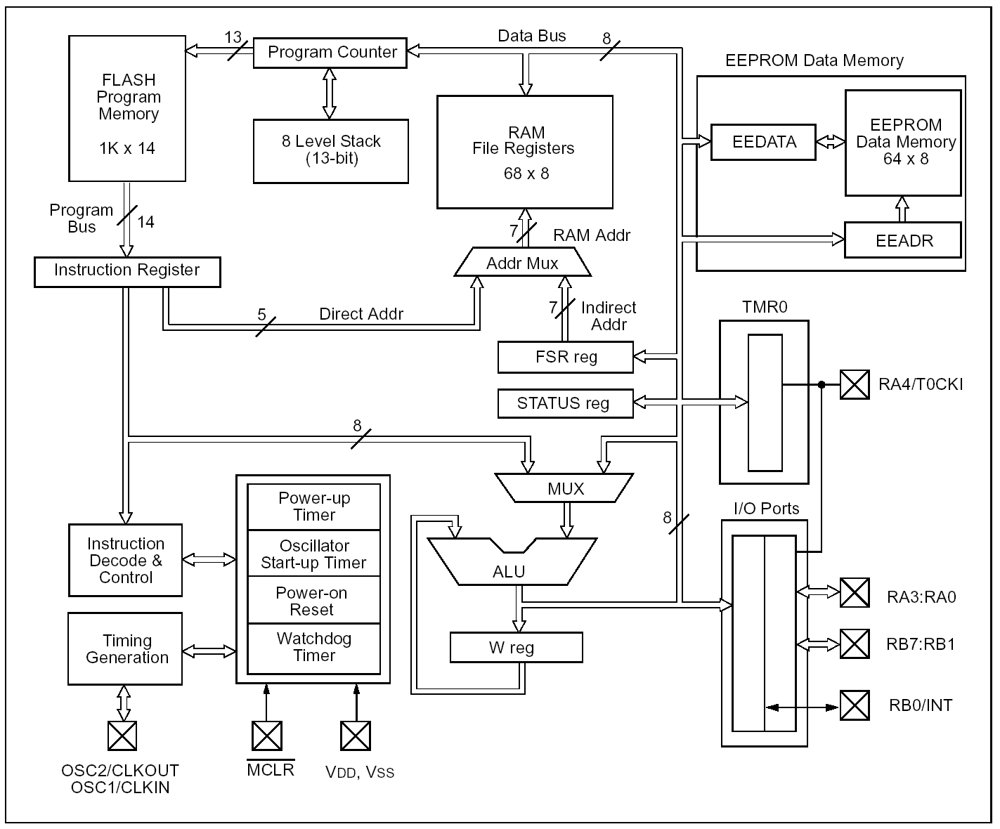 13
Program Counter
Data Bus
8
EEPROM Data Memory
FLASH
Program
Memory
1K x 14
8 Level Stack
(13-bit)
RAM
File Registers
68 x 8
EEDATA
EEPROM
Data Memory
64 x 8
EEADR
Program
Bus
14
7
RAM Addr
Addr Mux
Instruction Register
5
Direct Addr
7
Indirect
Addr
FSR reg
STATUS reg
TMR0
RA4/T0CKI
8
MUX
I/O Ports
8
Power-up
Timer
Oscillator
Start-up Timer
Power-on
Reset
Watchdog
Timer
Instruction
Decode &
Control
ALU
Timing
Generation
W reg
RA3:RA0
RB7:RB1
RB0/INT
OSC2/CLKOUT
OSC1/CLKIN
MCLR
VDD, VSS